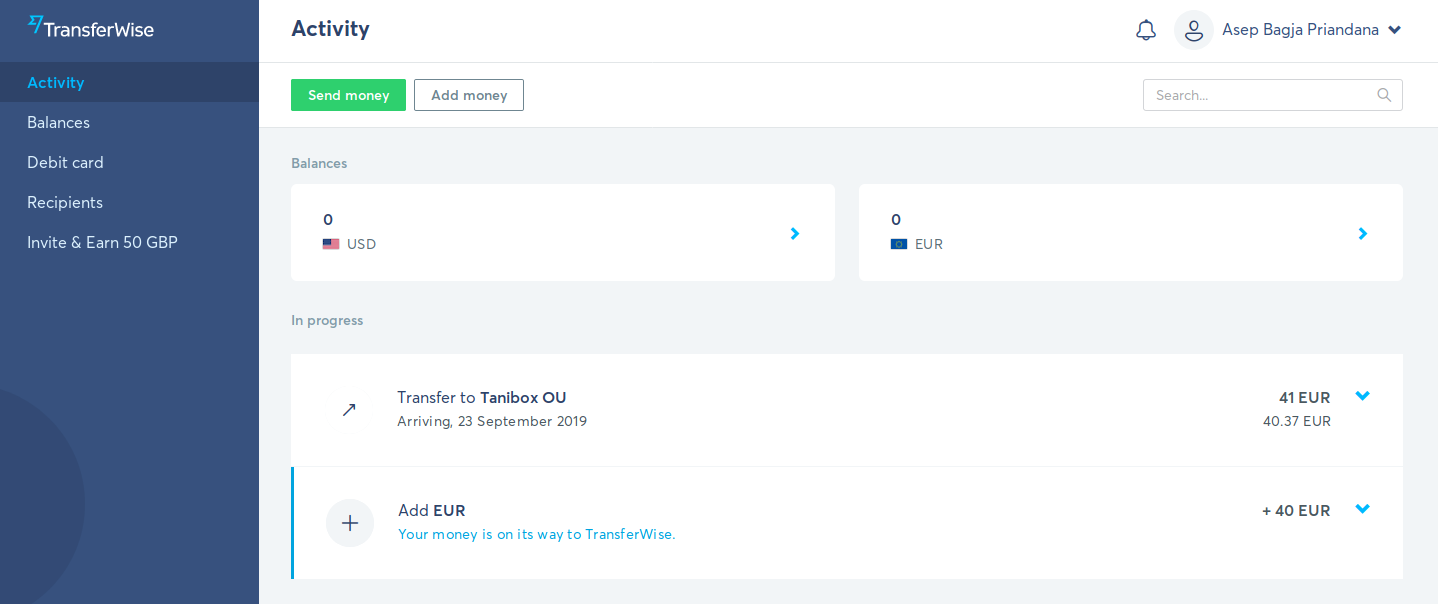 TransferWise
Activity
Balances
Debit card
Recipients
Invite & Earn 50 GBP
Activity
Asep Bagja Priandana
Send money
Add money
Search...
Balances
0
USD
0
EUR
In progress
Transfer to Tanibox OU
41 EUR
Arriving, 23 September 2019
40.37 EUR
Add EUR
+ 40 EUR
Your money is on its way to TransferWise.